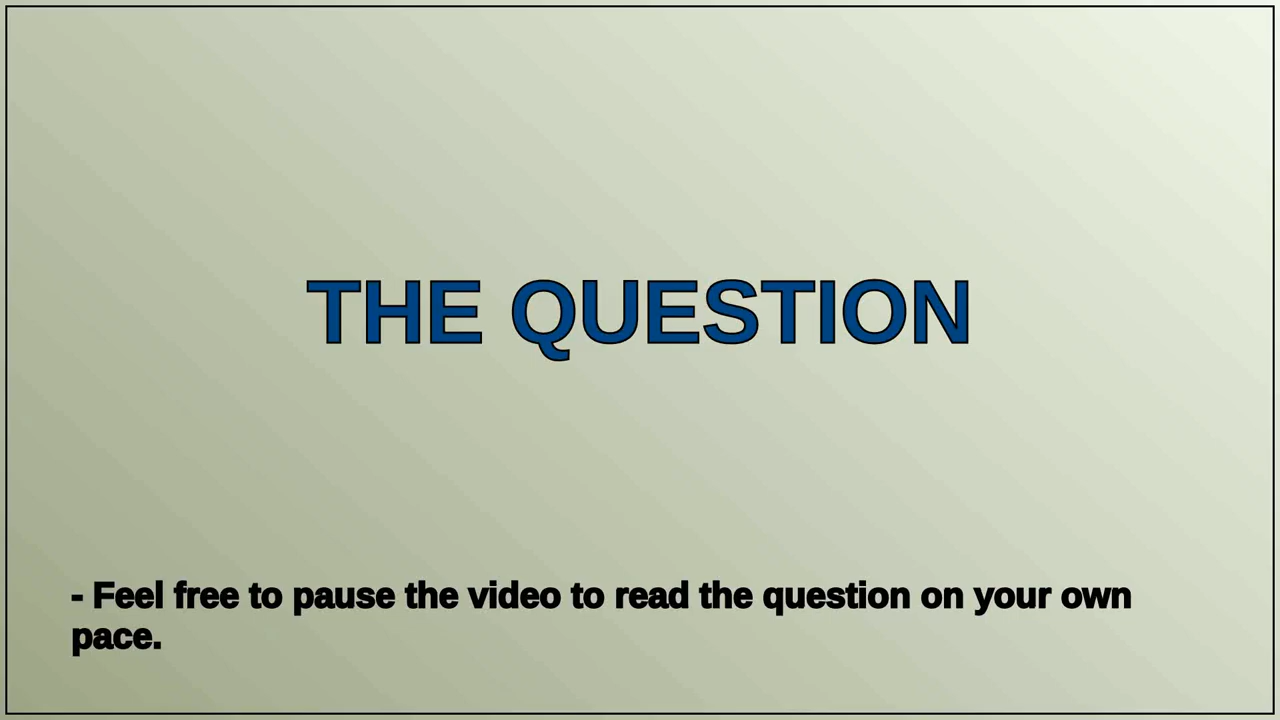 THE QUESTION
- Feel free to pause the video to read the question on your own
pace.